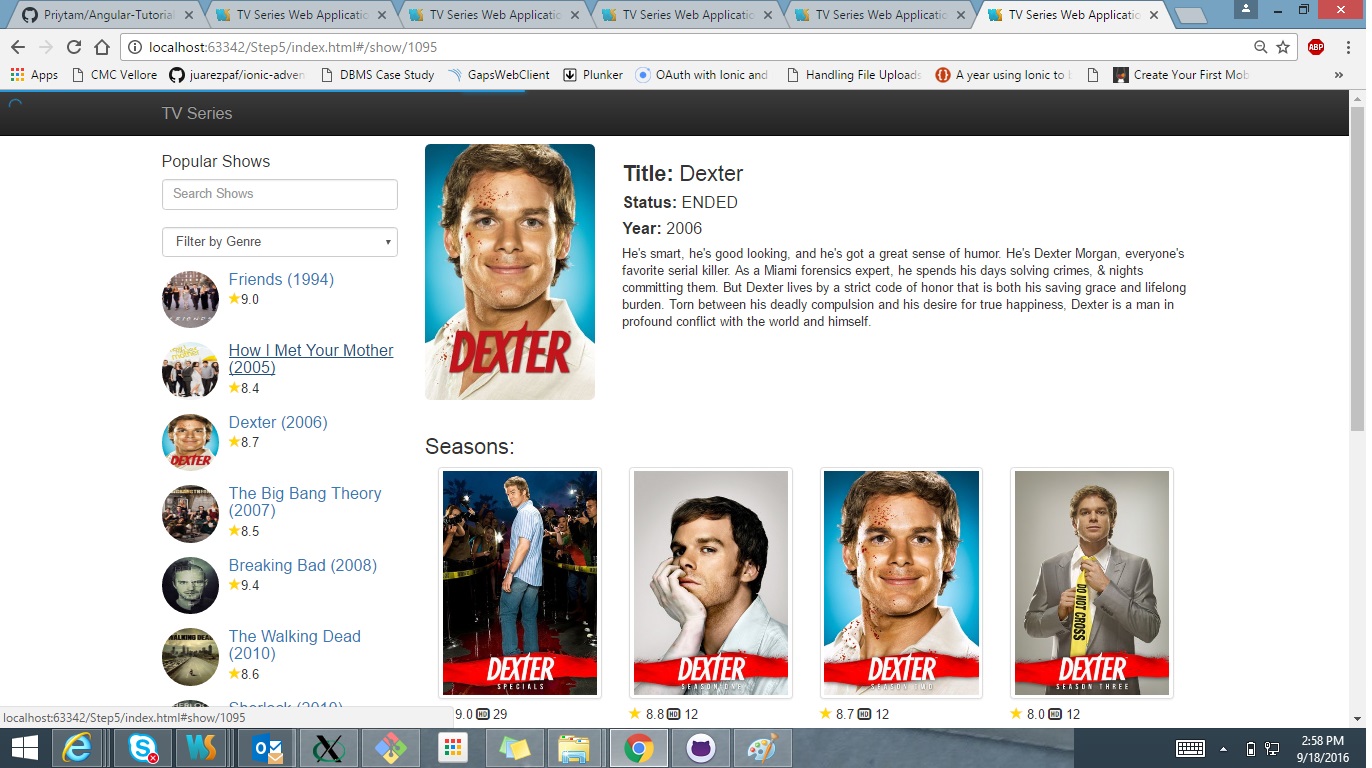 Priytam/Angular-Tutorial
TV Series Web Applicatio
TV Series Web Applicatio
TV Series Web Applicatio
TV Series Web Applicatio
TV Series Web Applicatio
localhost:63342/Step5/index.html#/show/1095
ABP
Apps
CMC Vellore
juarezpaf/ionic-adven
DBMS Case Study
GapsWebClient
Plunker
OAuth with Ionic and
Handling File Uploads
A year using Ionic to b
Create Your First Mob
»
TV Series
Popular Shows
Search Shows
Filter by Genre
Friends (1994)
9.0
How I Met Your Mother
(2005)
8.4
Dexter (2006)
8.7
DEXTER
The Big Bang Theory
(2007)
8.5
Breaking Bad (2008)
9.4
The Walking Dead
(2010)
8.6
Sherlock (2010)
DEXTER
Title: Dexter
Status: ENDED
Year: 2006
He's smart, he's good looking, and he's got a great sense of humor. He's Dexter Morgan, everyone's
favorite serial killer. As a Miami forensics expert, he spends his days solving crimes, & nights
committing them. But Dexter lives by a strict code of honor that is both his saving grace and lifelong
burden. Torn between his deadly compulsion and his desire for true happiness, Dexter is a man in
profound conflict with the world and himself.
Seasons:
DEXTER
SPECIALS
9.0 HD 29
DEXTER
SEASON ONE
8.8 HD 12
DEXTER
SEASON TWO
8.7 HD 12
DO NOT CROSS
DEXTER
SEASON THREE
8.0 HD 12
localhost:63342/Step5/index.html#show/1095
2:58 PM
9/18/2016